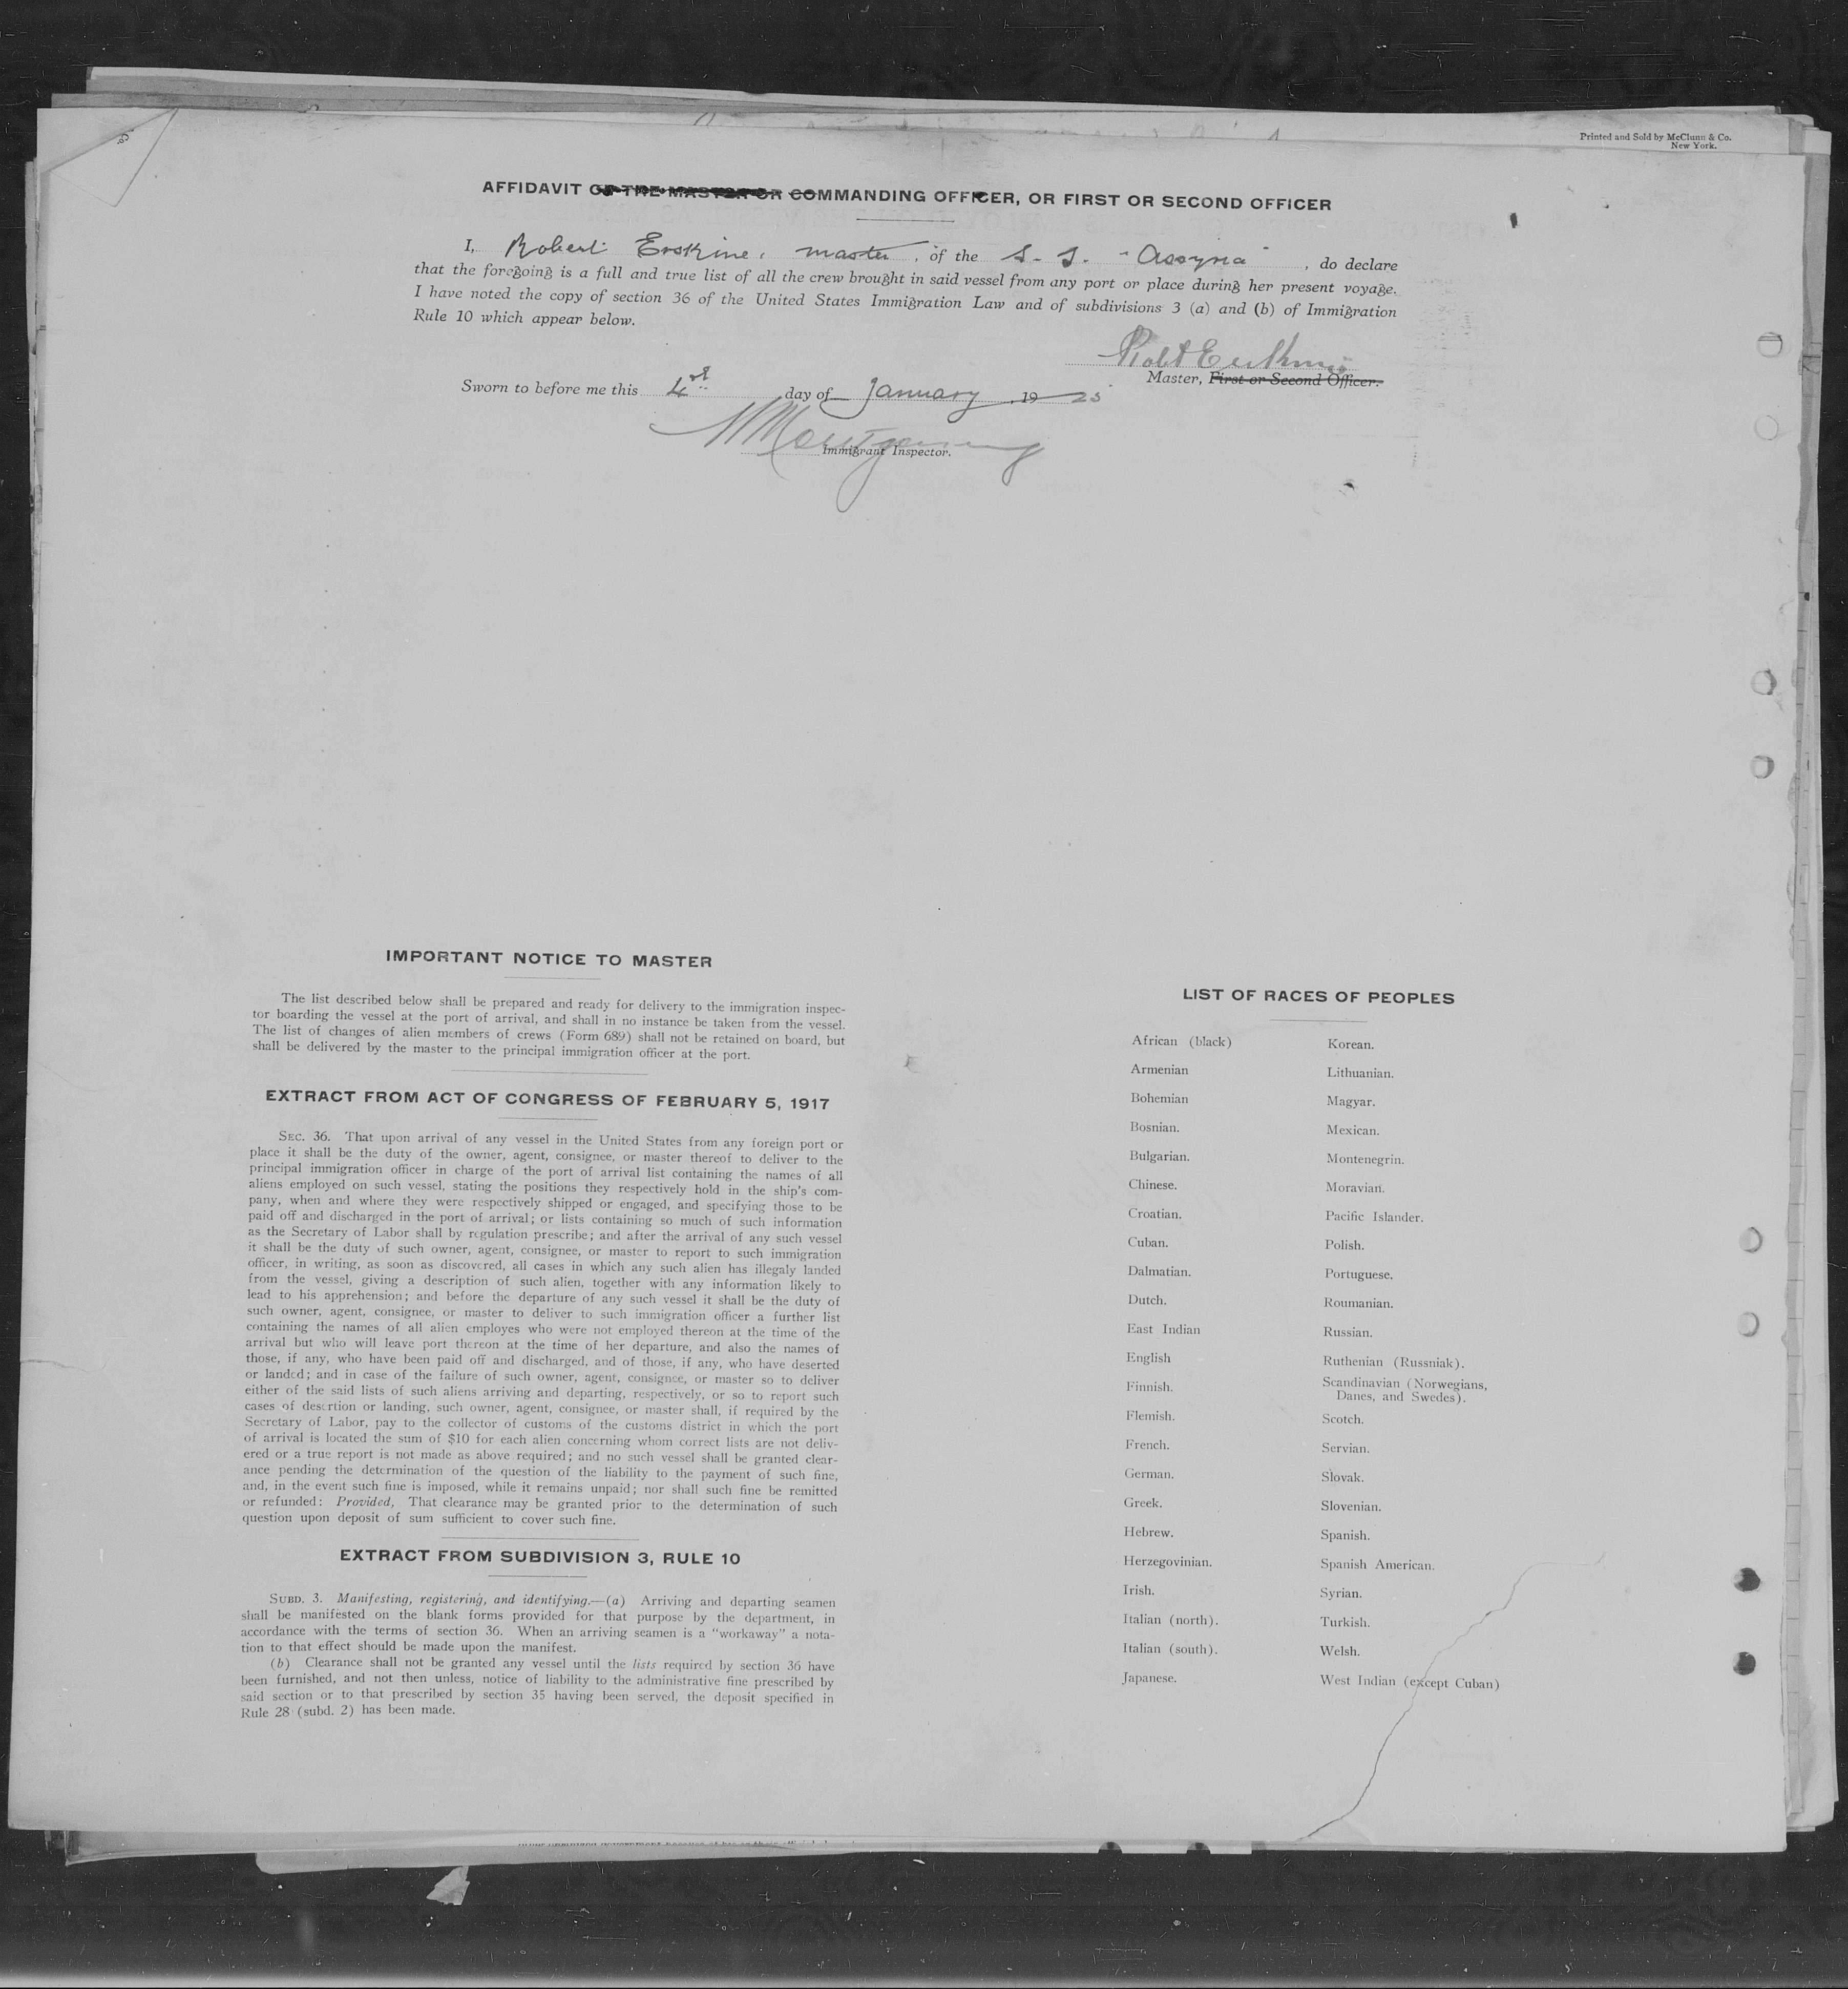 Printed and Sold by McClunn & Co.
New York.
AFFIDAVIT OF THE MASTER OR COMMANDING OFFICER, OR FIRST OR SECOND OFFICER
I, Robert Erskine, master, of the S. S. "Assyria", do declare
that the foregoing is a full and true list of all the crew brought in said vessel from any port or place during her present voyage.
I have noted the copy of section 36 of the United States Immigration Law and of subdivisions 3 (a) and (b) of Immigration
Rule 10 which appear below.
Robt Erskine
Master, First or Second Officer.
Sworn to before me this 4 day of January, 19
Montgomery
Immigrant Inspector.
IMPORTANT NOTICE TO MASTER
The list described below shall be prepared and ready for delivery to the immigration inspec-
tor boarding the vessel at the port of arrival, and shall in no instance be taken from the vessel.
The list of changes of alien members of crews (Form 689) shall not be retained on board, but
shall be delivered by the master to the principal immigration officer at the port.
EXTRACT FROM ACT OF CONGRESS OF FEBRUARY 5, 1917
SEC. 36. That upon arrival of any vessel in the United States from any foreign port or
place it shall be the duty of the owner, agent, consignee, or master thereof to deliver to the
principal immigration officer in charge of the port of arrival list containing the names of all
aliens employed on such vessel, stating the positions they respectively hold in the ship's com-
pany, when and where they were respectively shipped or engaged, and specifying those to be
paid off and discharged in the port of arrival; or lists containing so much of such information
as the Secretary of Labor shall by regulation prescribe; and after the arrival of any such vessel
it shall be the duty of such owner, agent, consignee, or master to report to such immigration
officer, in writing, as soon as discovered, all cases in which any such alien has illegally landed
from the vessel, giving a description of such alien, together with any information likely to
lead to his apprehension; and before the departure of any such vessel it shall be the duty of
such owner, agent, consignee, or master to deliver to such immigration officer a further list
containing the names of all alien employes who were not employed thereon at the time of the
arrival but who will leave port thereon at the time of her departure, and also the names of
those, if any, who have been paid off and discharged, and of those, if any, who have deserted
or landed; and in case of the failure of such owner, agent, consignee, or master so to deliver
either of the said lists of such aliens arriving and departing, respectively, or so to report such
cases of desertion or landing, such owner, agent, consignee, or master shall, if required by the
Secretary of Labor, pay to the collector of customs of the customs district in which the port
of arrival is located the sum of $10 for each alien concerning whom correct lists are not deliv-
ered or a true report is not made as above required; and no such vessel shall be granted clear-
ance pending the determination of the question of the liability to the payment of such fine,
and, in the event such fine is imposed, while it remains unpaid; nor shall such fine be remitted
or refunded: Provided, That clearance may be granted prior to the determination of such
question upon deposit of sum sufficient to cover such fine.
EXTRACT FROM SUBDIVISION 3, RULE 10
SUBD. 3. Manifesting, registering, and identifying.—(a) Arriving and departing seamen
shall be manifested on the blank forms provided for that purpose by the department, in
accordance with the terms of section 36. When an arriving seamen is a "workaway" a nota-
tion to that effect should be made upon the manifest.
(b) Clearance shall not be granted any vessel until the lists required by section 36 have
been furnished, and not then unless, notice of liability to the administrative fine prescribed by
said section or to that prescribed by section 35 having been served, the deposit specified in
Rule 28 (subd. 2) has been made.
LIST OF RACES OF PEOPLES
African (black)
Armenian
Bohemian
Bosnian.
Bulgarian.
Chinese.
Croatian.
Cuban.
Dalmatian.
Dutch.
East Indian
English
Finnish.
Flemish.
French.
German.
Greek.
Hebrew.
Herzegovinian.
Irish.
Italian (north).
Italian (south).
Japanese.
Korean.
Lithuanian.
Magyar.
Mexican.
Montenegrin.
Moravian.
Pacific Islander.
Polish.
Portuguese.
Roumanian.
Russian.
Ruthenian (Russniak).
Scandinavian (Norwegians,
Danes, and Swedes).
Scotch.
Servian.
Slovak.
Slovenian.
Spanish.
Spanish American.
Syrian.
Turkish.
Welsh.
West Indian (except Cuban)